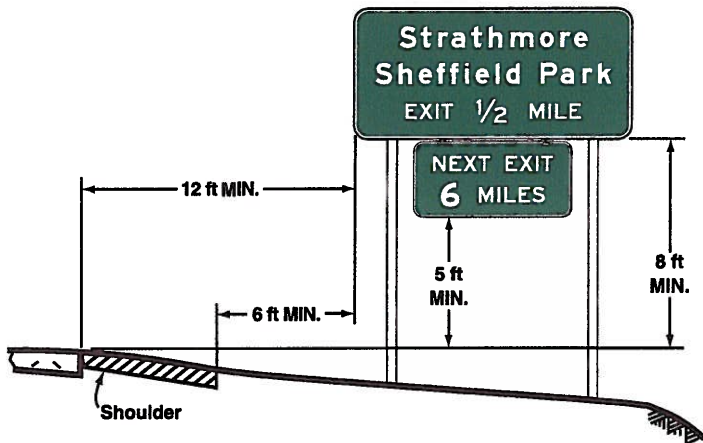 Strathmore
Sheffield Park
EXIT 1/2 MILE
NEXT EXIT
6 MILES
12 ft MIN.
5 ft
MIN.
8 ft
MIN.
6 ft MIN.
Shoulder